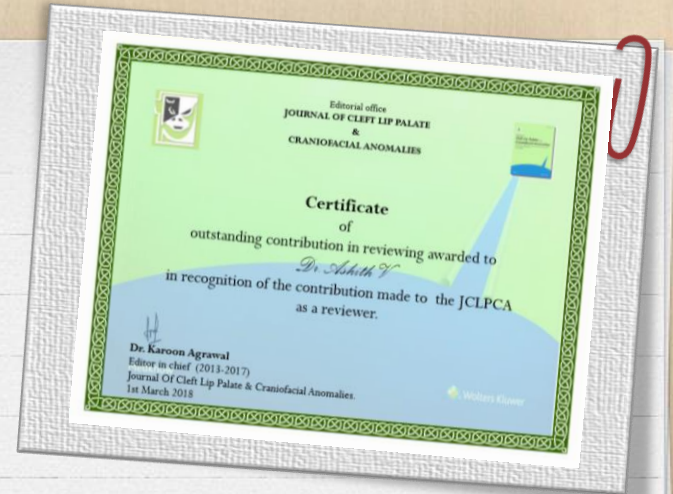 Editorial office
JOURNAL OF CLEFT LIP PALATE
&
CRANIOFACIAL ANOMALIES
Certificate
of
outstanding contribution in reviewing awarded to
Dr Ashith V
in recognition of the contribution made to the JCLPCA
as a reviewer.
Dr. Karoon Agrawal
Editor in chief (2013-2017)
Journal Of Cleft Lip Palate & Craniofacial Anomalies.
1st March 2018
Wolters Kluwer